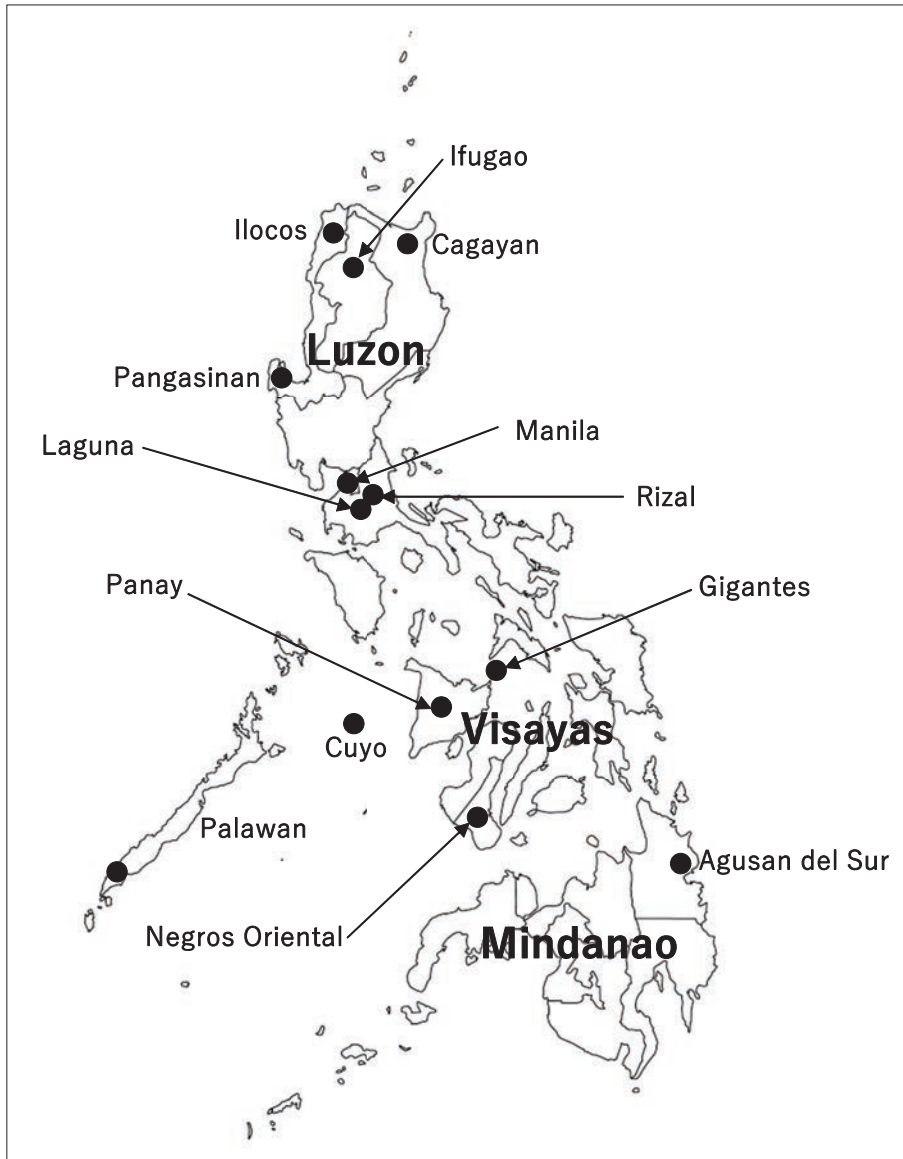 Ifugao
Ilocos
Cagayan
Luzon
Pangasinan
Manila
Laguna
Rizal
Panay
Gigantes
Visayas
Cuyo
Palawan
Agusan del Sur
Negros Oriental
Mindanao